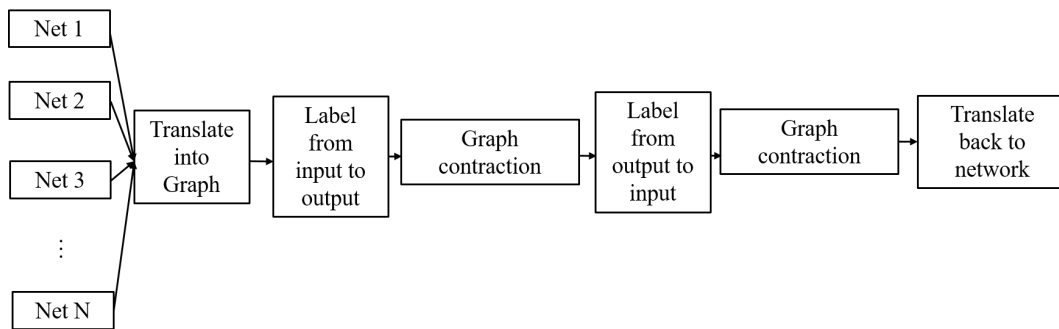 Net 1
Net 2
Net 3
⋮
Net N
Translate
into
Graph
Label
from
input to
output
Graph
contraction
Label
from
output to
input
Graph
contraction
Translate
back to
network